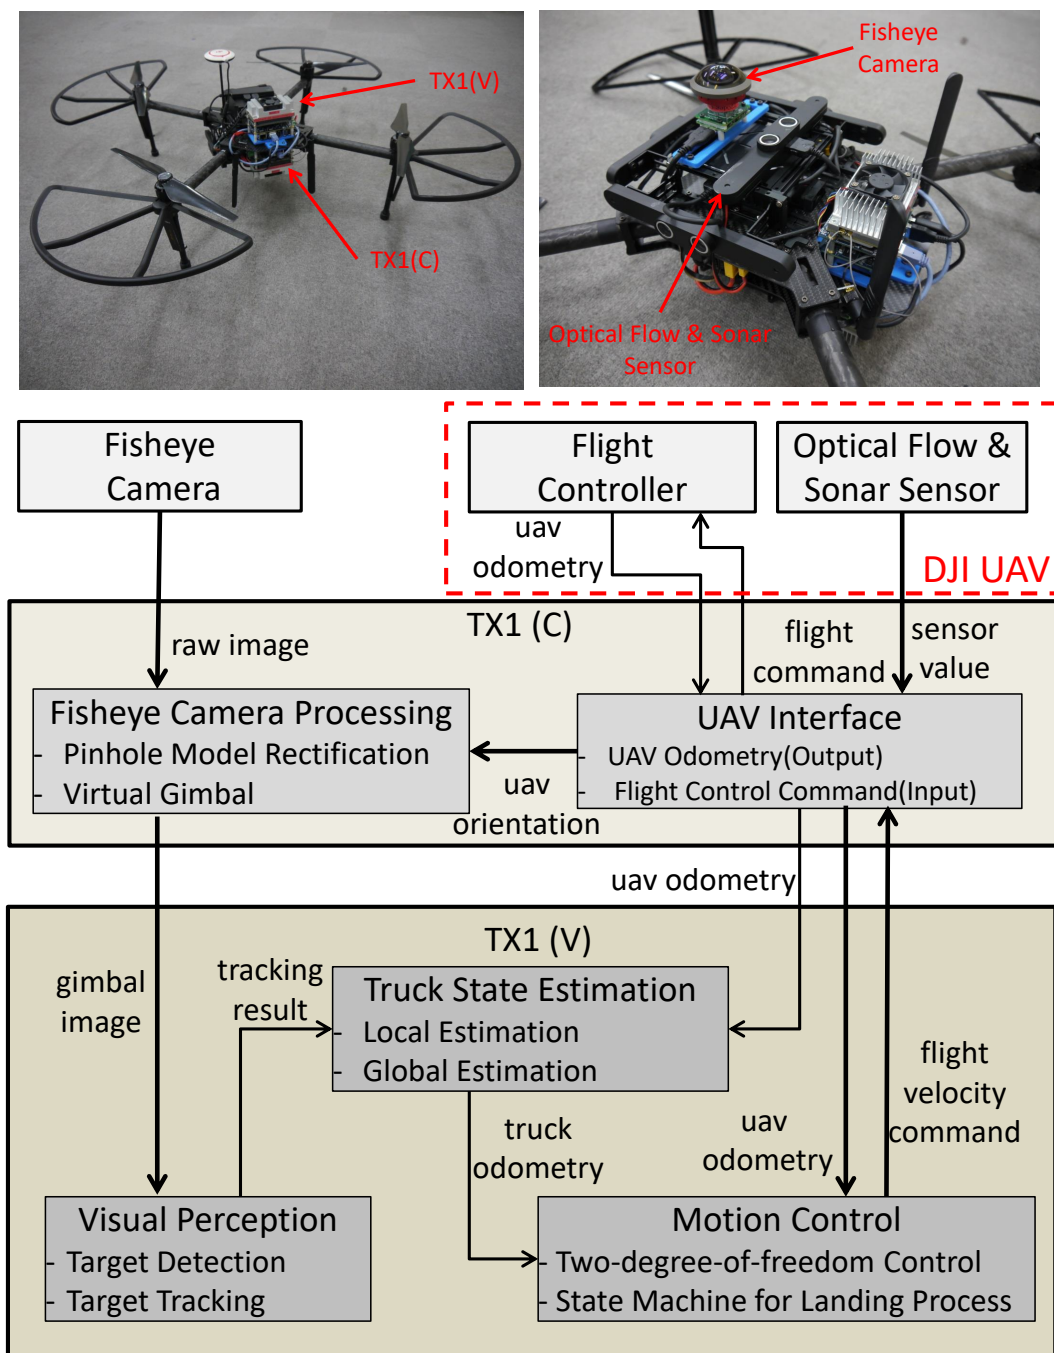 TX1(V)
TX1(C)
Fisheye
Camera
Optical Flow & Sonar
Sensor
Fisheye
Camera
Flight
Controller
Optical Flow &
Sonar Sensor
uav
odometry
DJI UAV
TX1 (C)
raw image
flight
command
sensor
value
Fisheye Camera Processing
- Pinhole Model Rectification
- Virtual Gimbal
UAV Interface
- UAV Odometry(Output)
- Flight Control Command(Input)
uav
orientation
uav odometry
TX1 (V)
gimbal
image
tracking
result
Truck State Estimation
- Local Estimation
- Global Estimation
flight
velocity
command
truck
odometry
uav
odometry
Visual Perception
- Target Detection
- Target Tracking
Motion Control
- Two-degree-of-freedom Control
- State Machine for Landing Process